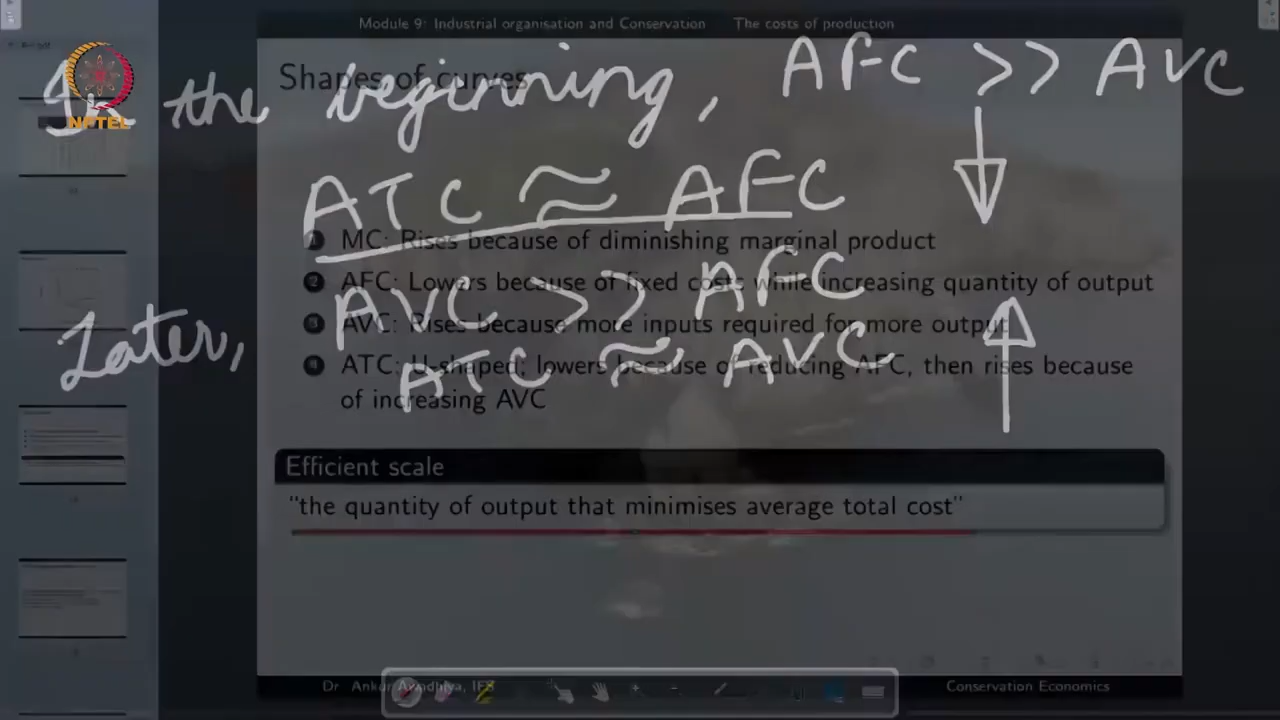 Module 9: Industrial organisation and Conservation The costs of production
Shapes of curves
In the beginning, AFC >> AVC
NPTEL
ATC ≈ AFC
1 MC: Rises because of diminishing marginal product
2 AFC: Lowers because of fixed costs while increasing quantity of output
AVC >> AFC
3 AVC: Rises because more inputs required for more output
Later,
ATC ≈ AVC
4 ATC: U-shaped: lowers because of reducing AFC, then rises because
of increasing AVC
Efficient scale
"the quantity of output that minimises average total cost"
Dr Ankur Awadhiya, IFS Conservation Economics